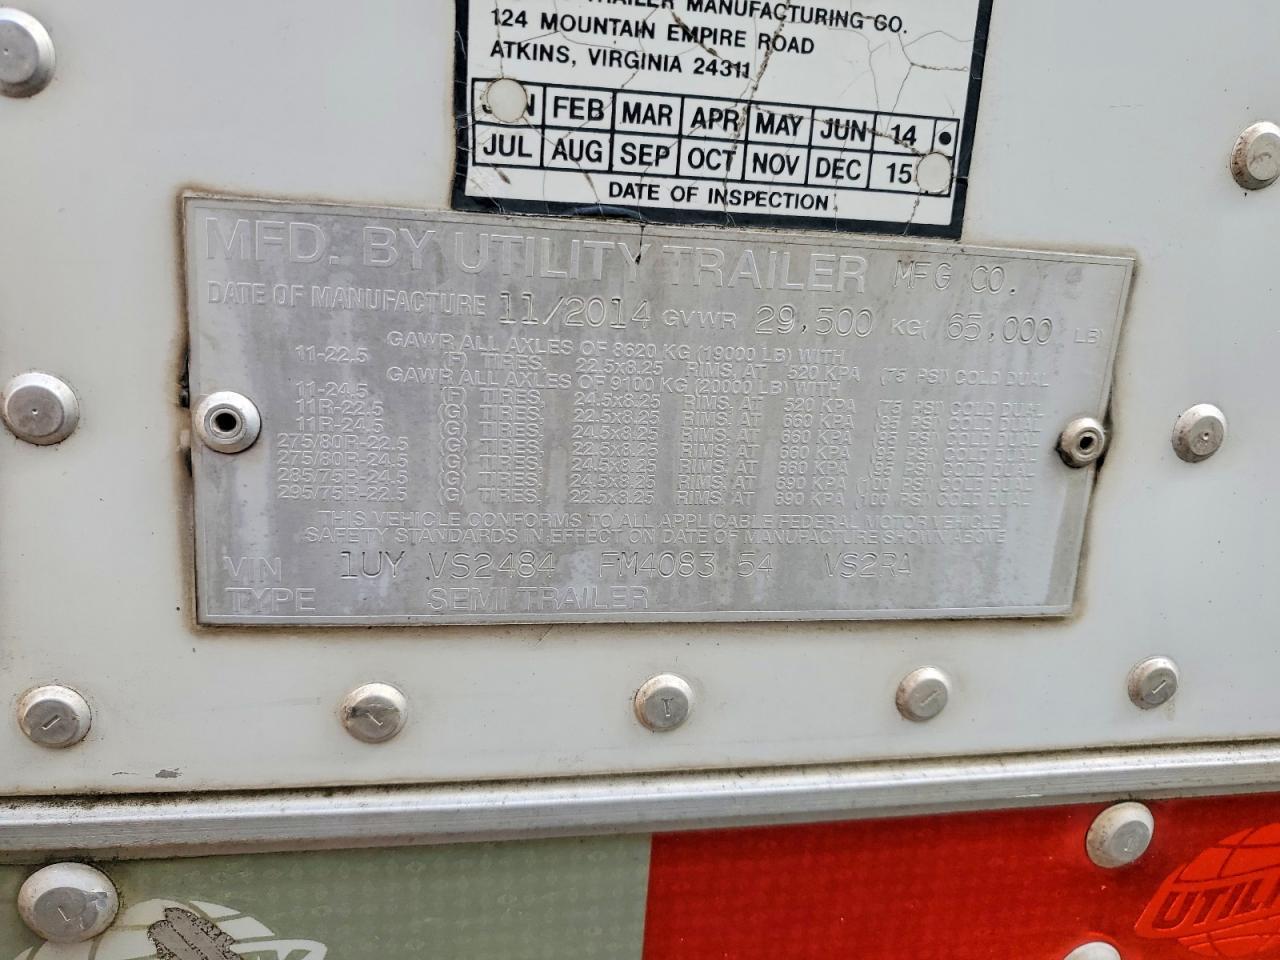 TRAILER MANUFACTURING CO.
124 MOUNTAIN EMPIRE ROAD
ATKINS, VIRGINIA 24311
FEB MAR APR MAY JUN 14
JUL AUG SEP OCT NOV DEC 15
DATE OF INSPECTION
MFD. BY UTILITY TRAILER MFG CO.
DATE OF MANUFACTURE 11/2014 GVWR 29,500 KG( 65,000 LB)
GAWR ALL AXLES OF 8620 KG (19000 LB) WITH
11-22.5 (F) TIRES. 22.5x8.25 RIMS. AT 520 KPA (75 PSI) COLD DUAL
GAWR ALL AXLES OF 9100 KG (20000 LB) WITH
11-24.5 (F) TIRES. 24.5x8.25 RIMS. AT 520 KPA (75 PSI) COLD DUAL
11R-22.5 (G) TIRES. 22.5x8.25 RIMS. AT 660 KPA (95 PSI) COLD DUAL
11R-24.5 (G) TIRES. 24.5x8.25 RIMS. AT 660 KPA (95 PSI) COLD DUAL
275/80R-22.5 (G) TIRES. 22.5x8.25 RIMS. AT 660 KPA (95 PSI) COLD DUAL
275/80R-24.5 (G) TIRES. 24.5x8.25 RIMS. AT 660 KPA (95 PSI) COLD DUAL
285/75R-24.5 (G) TIRES. 24.5x8.25 RIMS. AT 690 KPA (100 PSI) COLD DUAL
295/75R-22.5 (G) TIRES. 22.5x8.25 RIMS. AT 690 KPA (100 PSI) COLD DUAL
THIS VEHICLE CONFORMS TO ALL APPLICABLE FEDERAL MOTOR VEHICLE
SAFETY STANDARDS IN EFFECT ON DATE OF MANUFACTURE SHOWN ABOVE
VIN 1UY VS2484 FM4083 54 VS2RA
TYPE SEMI TRAILER